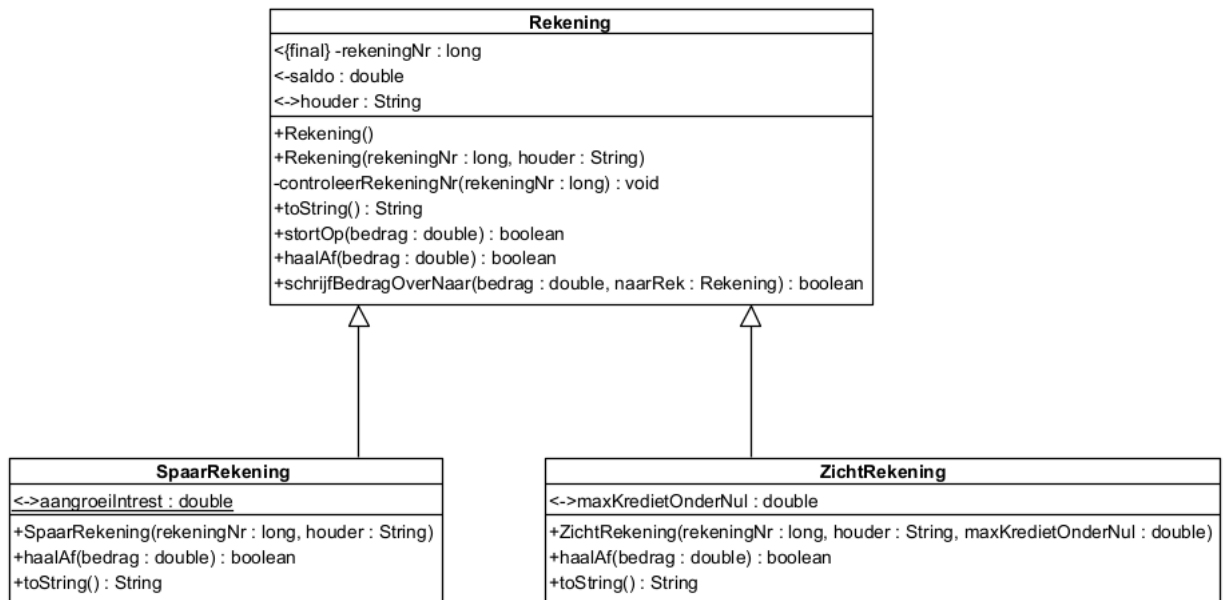 Rekening
<{final} -rekeningNr : long
<-saldo : double
<->houder : String
+Rekening()
+Rekening(rekeningNr : long, houder : String)
-controleerRekeningNr(rekeningNr : long) : void
+toString() : String
+stortOp(bedrag : double) : boolean
+haalAf(bedrag : double) : boolean
+schrijfBedragOverNaar(bedrag : double, naarRek : Rekening) : boolean
SpaarRekening
<->aangroeiIntrest : double
+SpaarRekening(rekeningNr : long, houder : String)
+haalAf(bedrag : double) : boolean
+toString() : String
ZichtRekening
<->maxKredietOnderNul : double
+ZichtRekening(rekeningNr : long, houder : String, maxKredietOnderNul : double)
+haalAf(bedrag : double) : boolean
+toString() : String